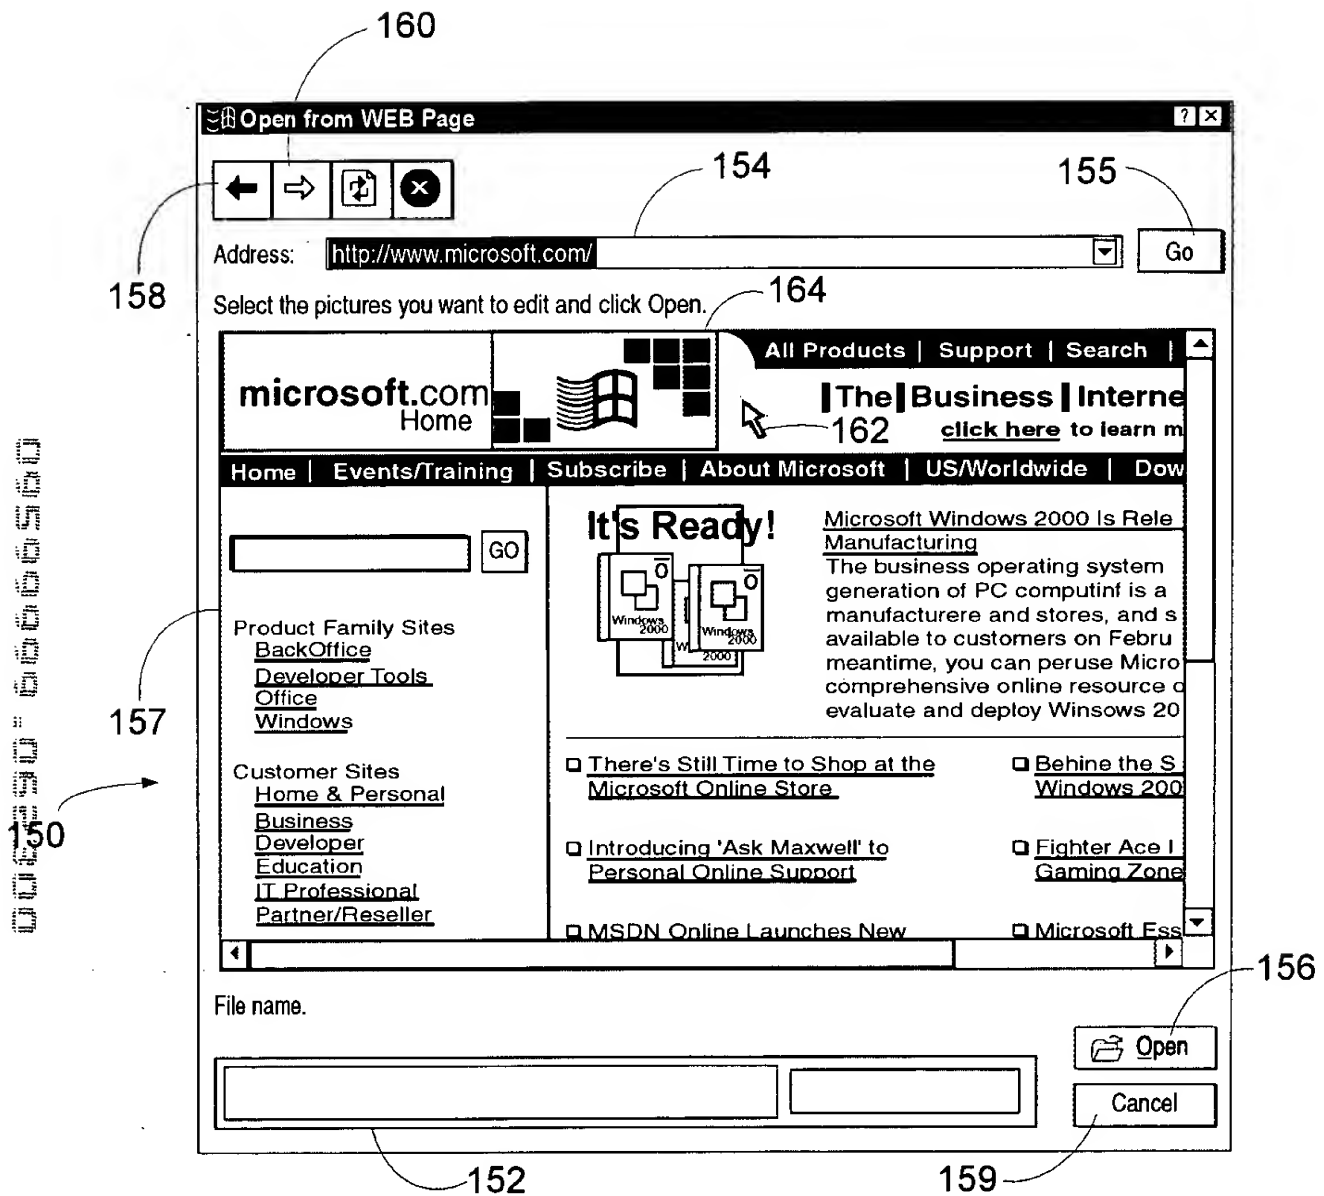 160
Open from WEB Page
? ×
154
155
Address: http://www.microsoft.com/ Go
158
Select the pictures you want to edit and click Open.
164
microsoft.com
Home
All Products | Support | Search |
The Business Interne
click here to learn m
162
Home | Events/Training | Subscribe | About Microsoft | US/Worldwide | Dow
GO
Product Family Sites
BackOffice
Developer Tools
Office
Windows
157
Customer Sites
Home & Personal
Business
Developer
Education
IT Professional
Partner/Reseller
150
It's Ready!
Windows
2000
Windows
2000
W
2000
Microsoft Windows 2000 Is Rele
Manufacturing
The business operating system
generation of PC computinf is a
manufacturere and stores, and s
available to customers on Febru
meantime, you can peruse Micro
comprehensive online resource c
evaluate and deploy Winsows 20
There's Still Time to Shop at the
Microsoft Online Store
Behine the S
Windows 200
Introducing 'Ask Maxwell' to
Personal Online Support
Fighter Ace I
Gaming Zone
MSDN Online Launches New
Microsoft Ess
156
File name.
Open
Cancel
152
159